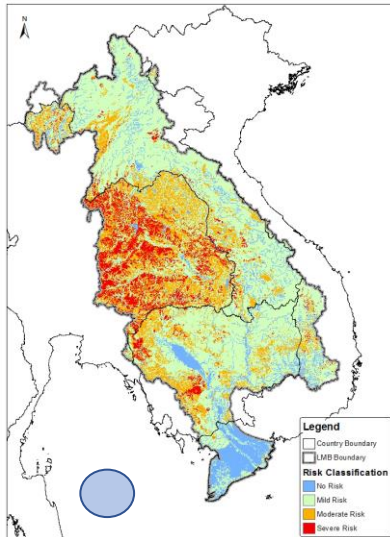 N
Legend
Country Boundary
LMB Boundary
Risk Classification
No Risk
Mild Risk
Moderate Risk
Severe Risk